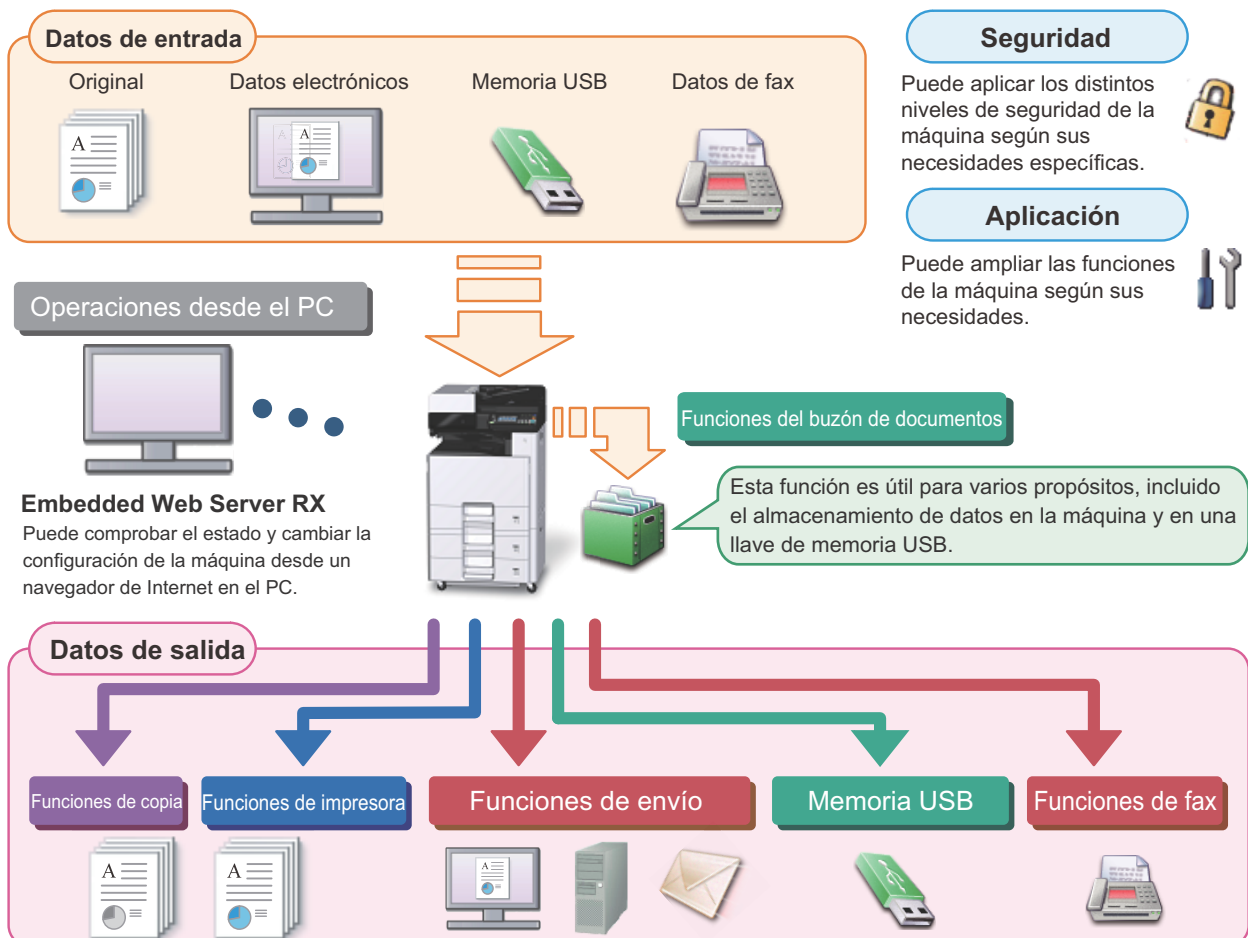 Datos de entrada
Original
Datos electrónicos
Memoria USB
Datos de fax
Seguridad
Puede aplicar los distintos
niveles de seguridad de la
máquina según sus
necesidades específicas.
Aplicación
Puede ampliar las funciones
de la máquina según sus
necesidades.
Operaciones desde el PC
Embedded Web Server RX
Puede comprobar el estado y cambiar la
configuración de la máquina desde un
navegador de Internet en el PC.
Funciones del buzón de documentos
Esta función es útil para varios propósitos, incluido
el almacenamiento de datos en la máquina y en una
llave de memoria USB.
Datos de salida
Funciones de copia
Funciones de impresora
Funciones de envío
Memoria USB
Funciones de fax